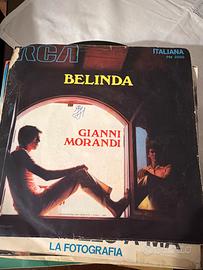 RCA
ITALIANA
BELINDA
GIANNI
MORANDI
LA FOTOGRAFIA